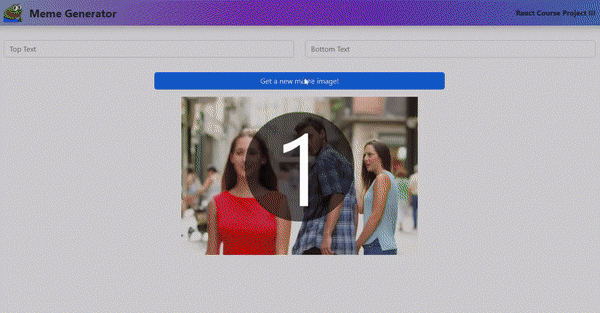 Meme Generator
React Course Project III
Top Text
Bottom Text
Get a new meme image!
1